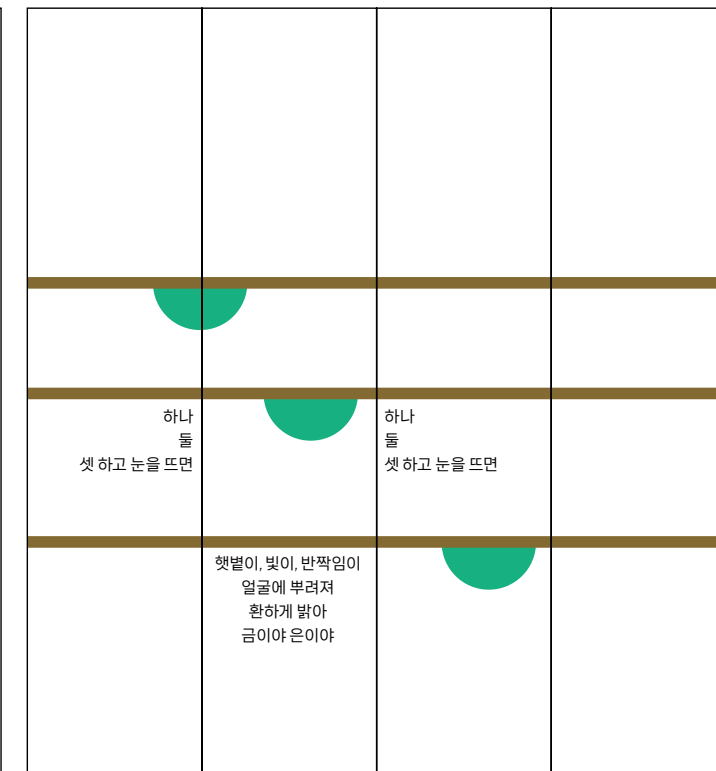 하나
둘
셋 하고 눈을 뜨면
하나
둘
셋 하고 눈을 뜨면
햇볕이, 빛이, 반짝임이
얼굴에 뿌려져
환하게 밝아
금이야 은이야